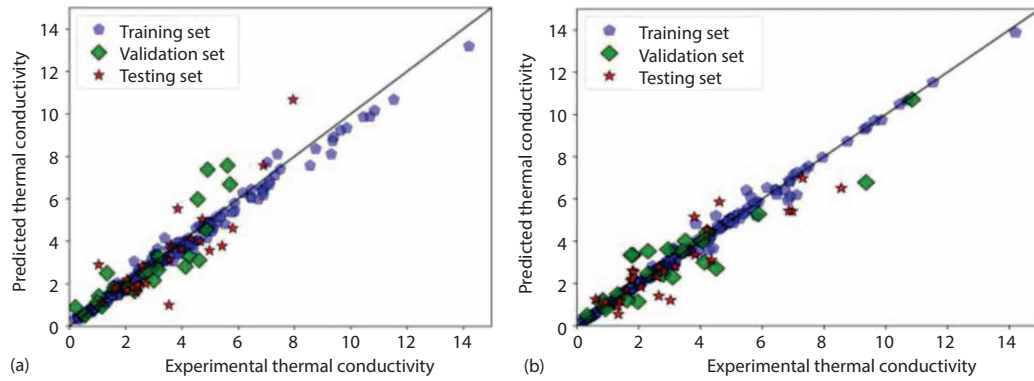 14
12
10
8
6
4
2
0
Predicted thermal conductivity
Training set
Validation set
Testing set
0 2 4 6 8 10 12 14
(a) Experimental thermal conductivity
14
12
10
8
6
4
2
0
Predicted thermal conductivity
Training set
Validation set
Testing set
0 2 4 6 8 10 12 14
(b) Experimental thermal conductivity